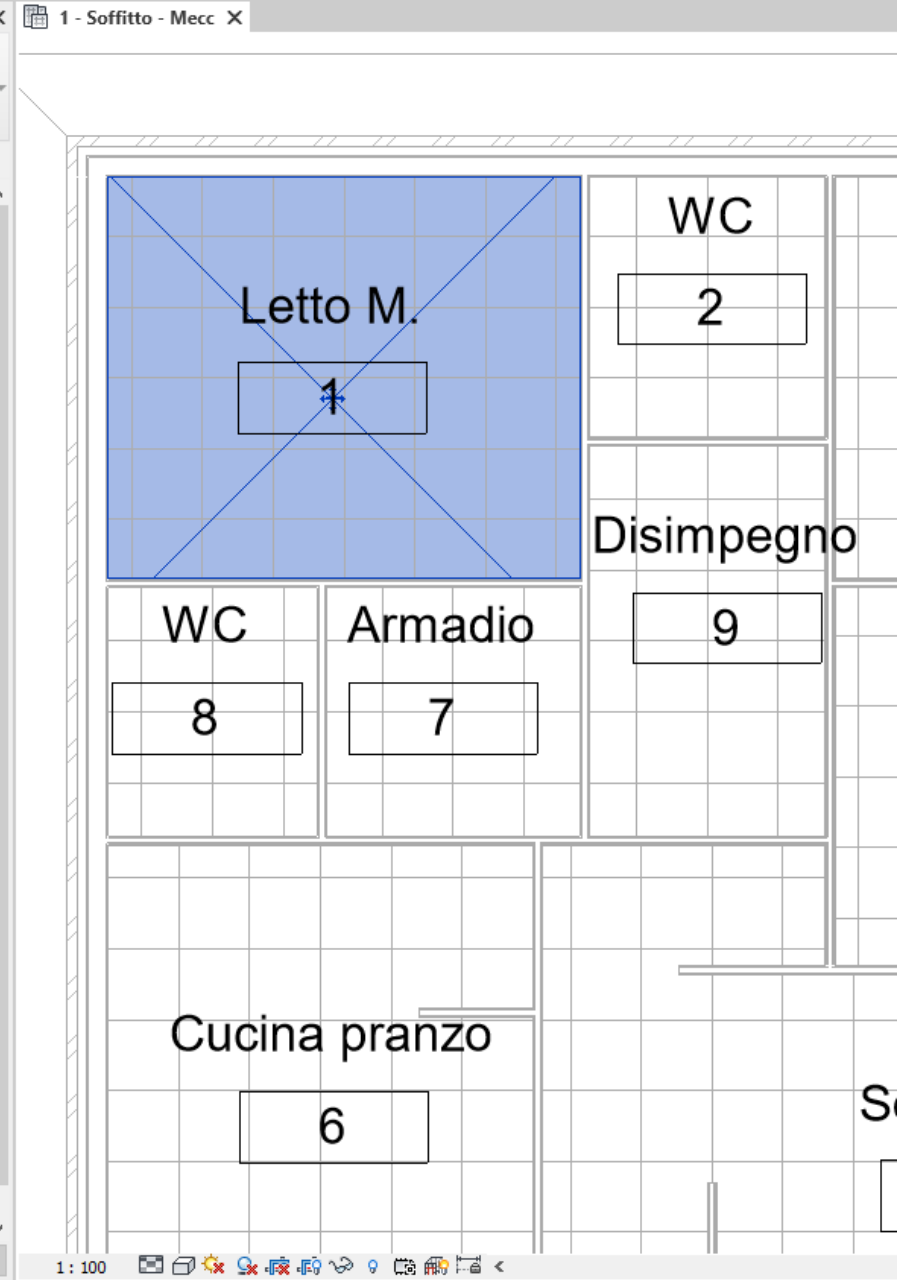 1 - Soffitto - Mecc
WC
2
Letto M.
1
Disimpegno
9
WC
8
Armadio
7
Cucina pranzo
6
1 : 100